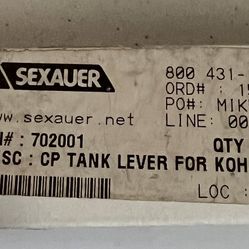 SEXAUER
800 431-
ORD# : 15
PO#: MIK
www.sexauer.net
LINE: 00
N# : 702001
QTY
SC : CP TANK LEVER FOR KOH
LOC :